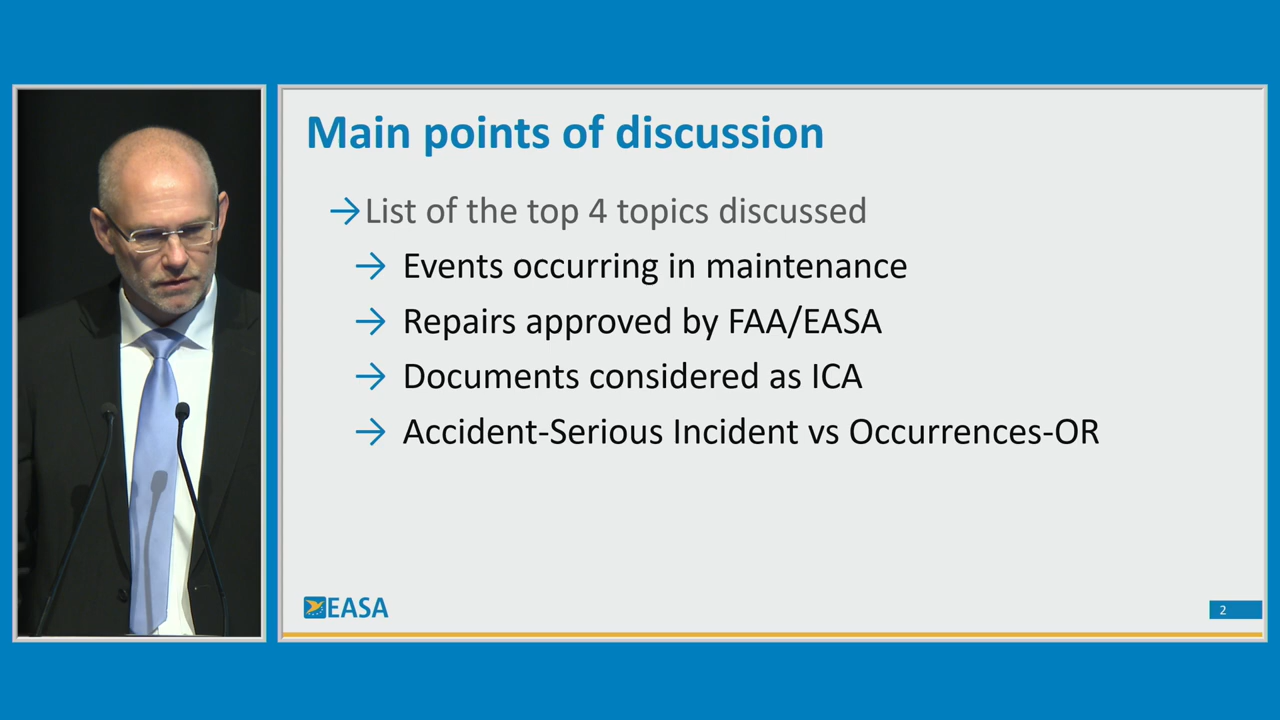 Main points of discussion
→List of the top 4 topics discussed
→ Events occurring in maintenance
→ Repairs approved by FAA/EASA
→ Documents considered as ICA
→ Accident-Serious Incident vs Occurrences-OR
EASA
2